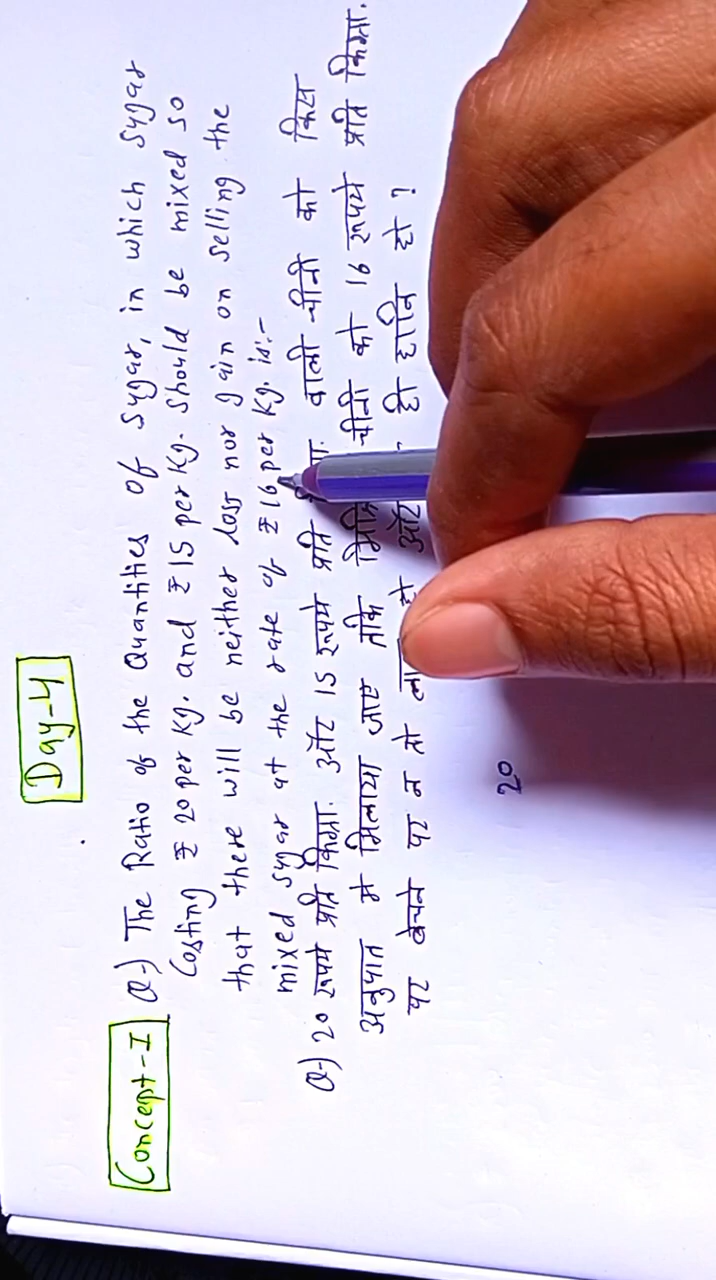 Day-4
Concept-I
Q-) The Ratio of the Quantities of sugar, in which sugar
Costing ₹ 20 per Kg. and ₹ 15 per Kg. Should be mixed so
that there will be neither loss nor gain on selling the
mixed sugar at the rate of ₹ 16 per Kg. is:-
Q-) 20 रूपये प्रति किग्रा. और 15 रूपये प्रति वाली चीनी को किस
अनुपात में मिलाया जाए ताकि चीनी को 16 रूपये प्रति किग्रा.
पर बेचने पर न तो ही हानि हो ?
20